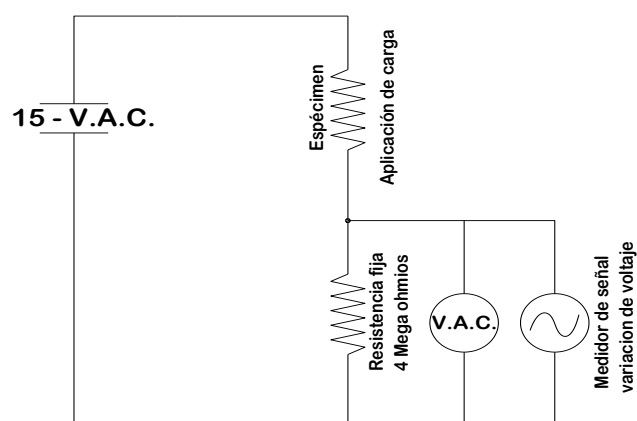 15 - V.A.C.
Espécimen
Aplicación de carga
Resistencia fija
4 Mega ohmios
V.A.C.
Medidor de señal
variacion de voltaje